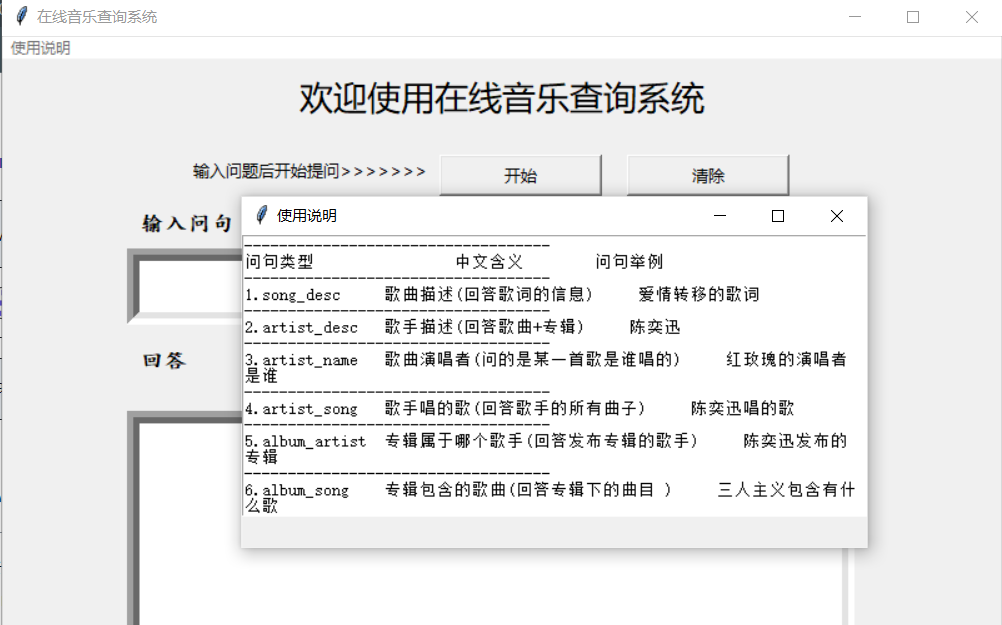 在线音乐查询系统
使用说明
欢迎使用在线音乐查询系统
输入问题后开始提问>>>>>>> 开始 清除
输入问句
使用说明
------------------------------------
问句类型 中文含义 问句举例
------------------------------------
1.song_desc 歌曲描述(回答歌词的信息) 爱情转移的歌词
------------------------------------
2.artist_desc 歌手描述(回答歌曲+专辑) 陈奕迅
------------------------------------
3.artist_name 歌曲演唱者(问的是某一首歌是谁唱的) 红玫瑰的演唱者
是谁
------------------------------------
4.artist_song 歌手唱的歌(回答歌手的所有曲子) 陈奕迅唱的歌
------------------------------------
5.album_artist 专辑属于哪个歌手(回答发布专辑的歌手) 陈奕迅发布的
专辑
------------------------------------
6.album_song 专辑包含的歌曲(回答专辑下的曲目 ) 三人主义包含有什
么歌
回答